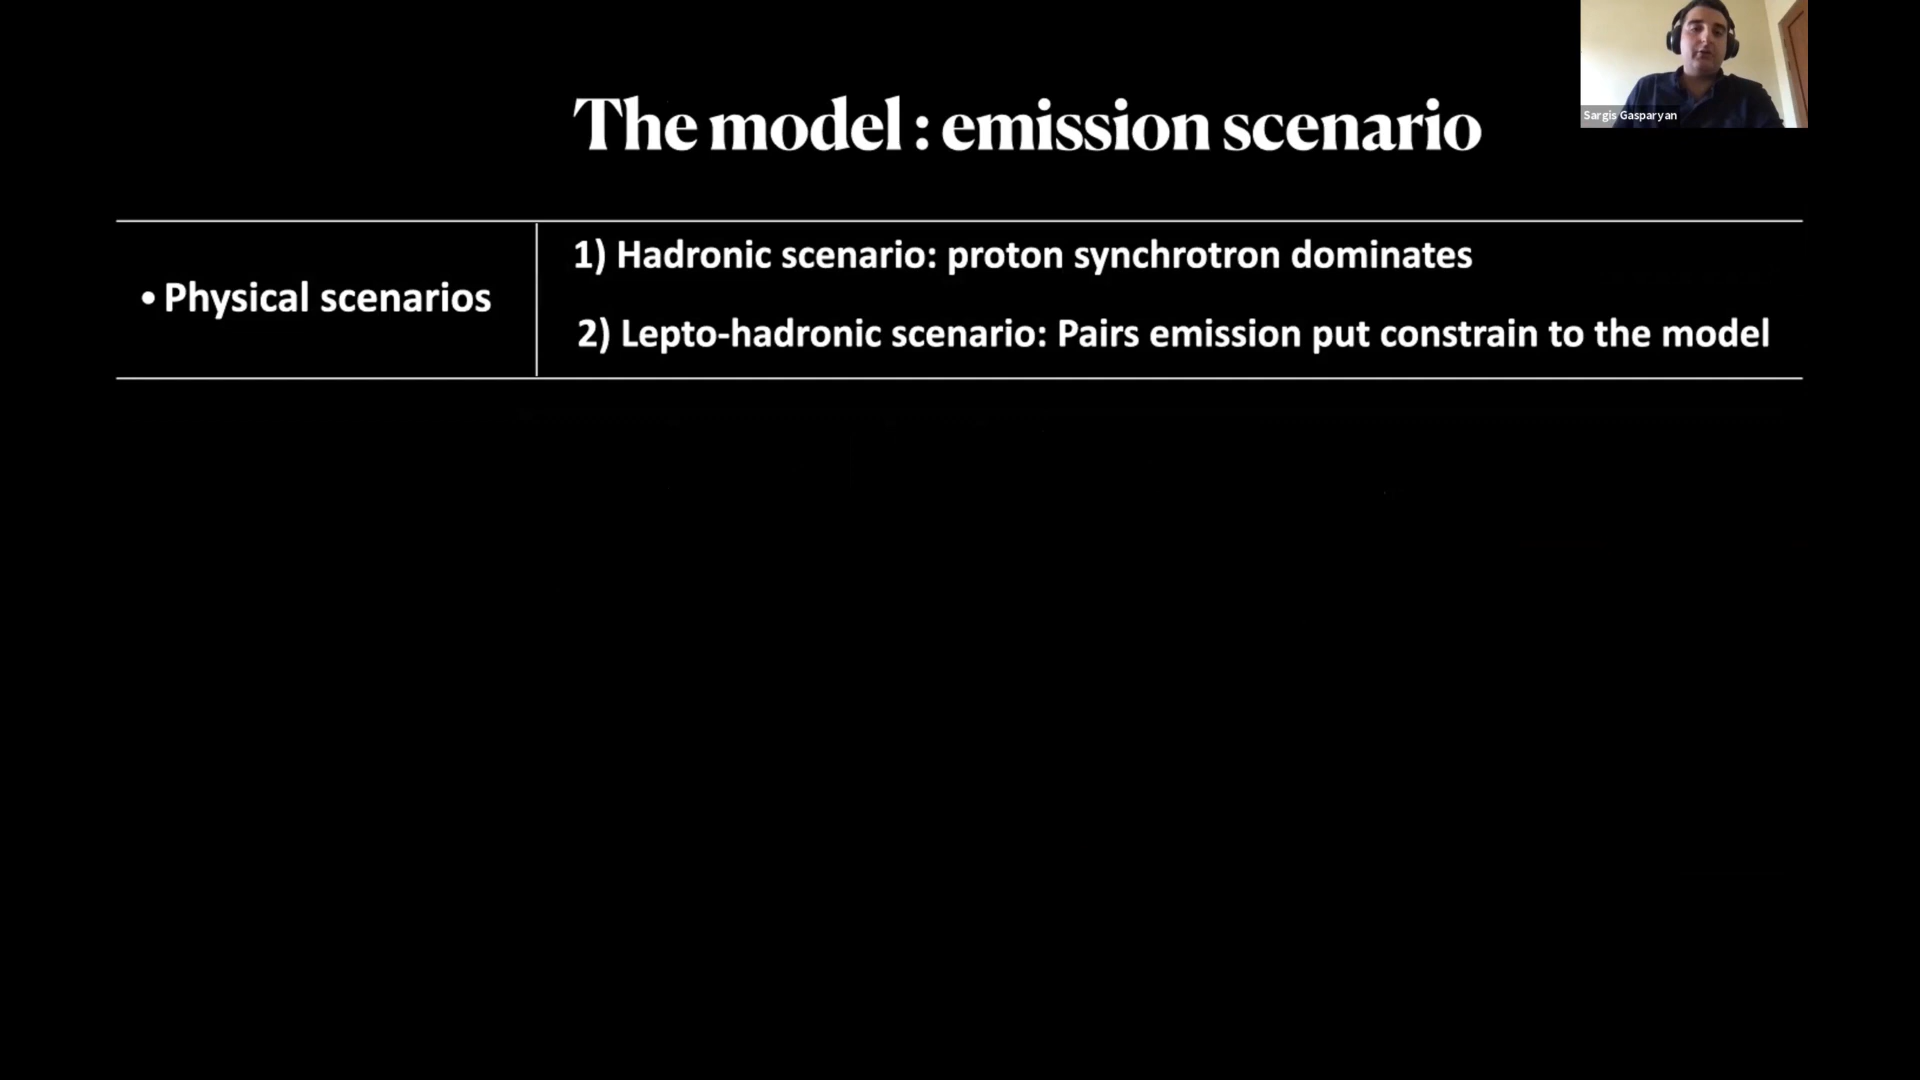 Sargis Gasparyan
The model : emission scenario
• Physical scenarios
1) Hadronic scenario: proton synchrotron dominates
2) Lepto-hadronic scenario: Pairs emission put constrain to the model